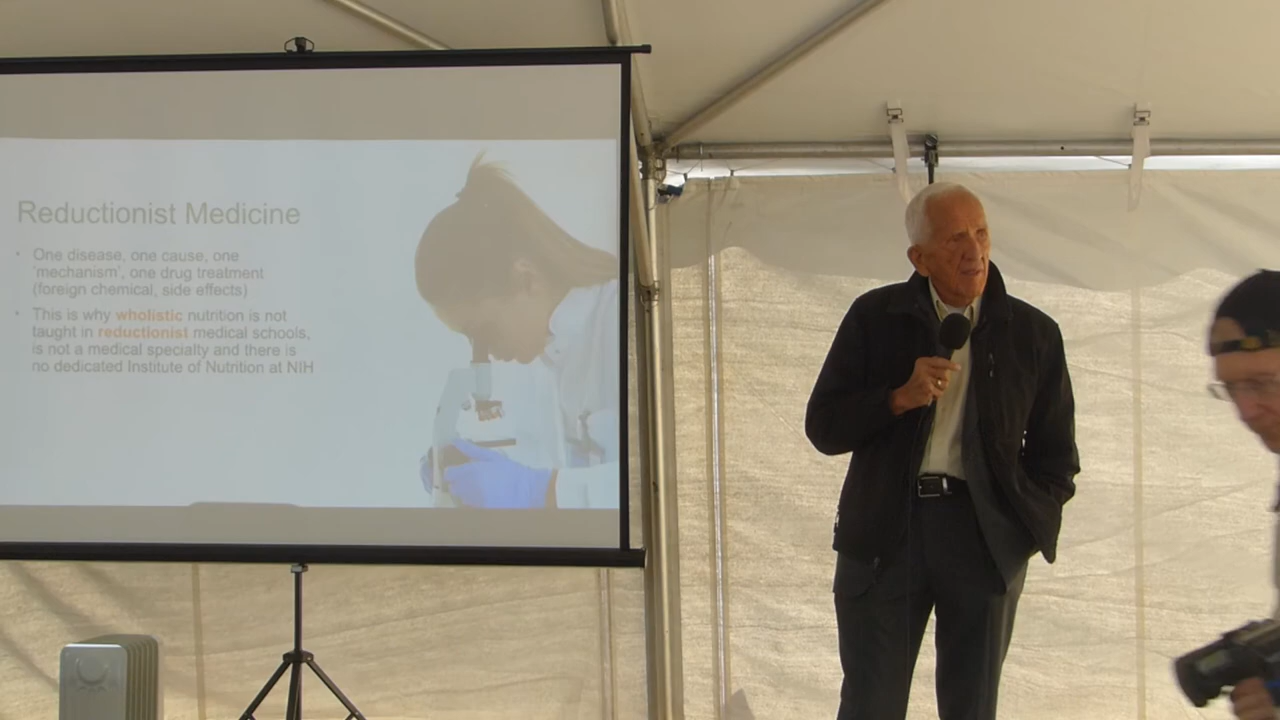 Reductionist Medicine
• One disease, one cause, one
'mechanism', one drug treatment
(foreign chemical, side effects)
• This is why wholistic nutrition is not
taught in reductionist medical schools,
is not a medical specialty and there is
no dedicated Institute of Nutrition at NIH